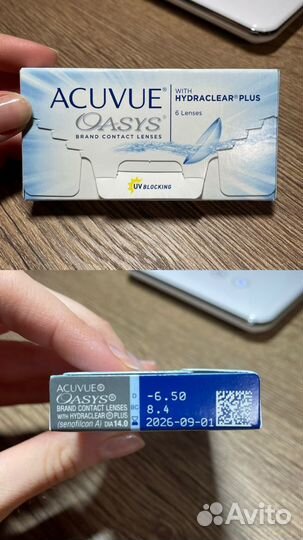 ACUVUE®
OASYS®
BRAND CONTACT LENSES
WITH
HYDRACLEAR® PLUS
6 Lenses
UV BLOCKING
ACUVUE®
OASYS®
BRAND CONTACT LENSES
WITH HYDRACLEAR® PLUS
(senofilcon A) DIA 14.0
D -6.50
BC 8.4
2026-09-01
Avito